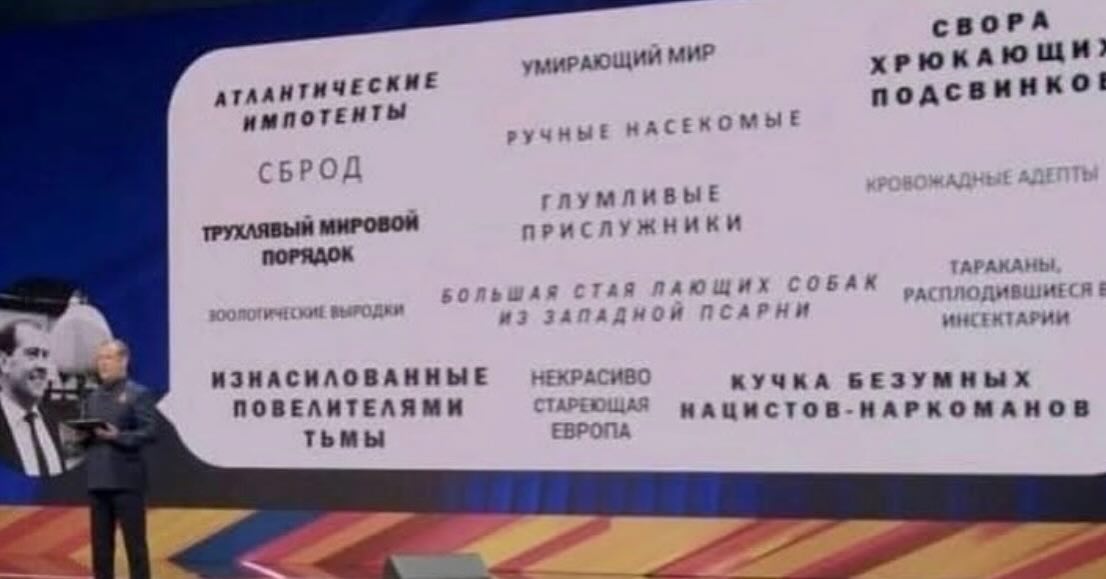 АТЛАНТИЧЕСКИЕ
ИМПОТЕНТЫ
УМИРАЮЩИЙ МИР
СВОРА
ХРЮКАЮЩИХ
ПОДСВИНКОВ
РУЧНЫЕ НАСЕКОМЫЕ
СБРОД
КРОВОЖАДНЫЕ АДЕПТЫ
ГЛУМЛИВЫЕ
ПРИСЛУЖНИКИ
ТРУХЛЯВЫЙ МИРОВОЙ
ПОРЯДОК
ТАРАКАНЫ,
РАСПЛОДИВШИЕСЯ В
ИНСЕКТАРИИ
БОЛЬШАЯ СТАЯ ЛАЮЩИХ СОБАК
ИЗ ЗАПАДНОЙ ПСАРНИ
ЗООЛОГИЧЕСКИЕ ВЫРОДКИ
ИЗНАСИЛОВАННЫЕ
ПОВЕЛИТЕЛЯМИ
ТЬМЫ
НЕКРАСИВО
СТАРЕЮЩАЯ
ЕВРОПА
КУЧКА БЕЗУМНЫХ
НАЦИСТОВ-НАРКОМАНОВ